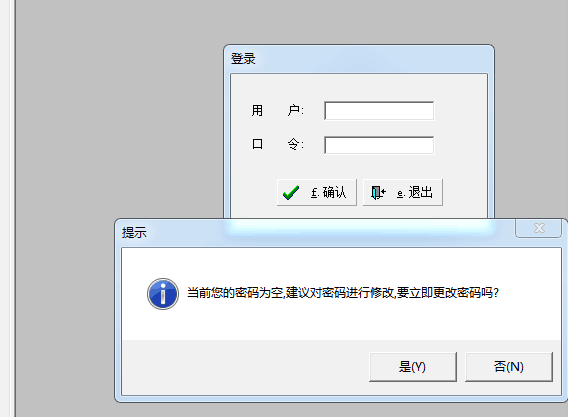 登录
用 户:
口 令:
f. 确认 e. 退出
提示
当前您的密码为空,建议对密码进行修改,要立即更改密码吗?
是(Y) 否(N)